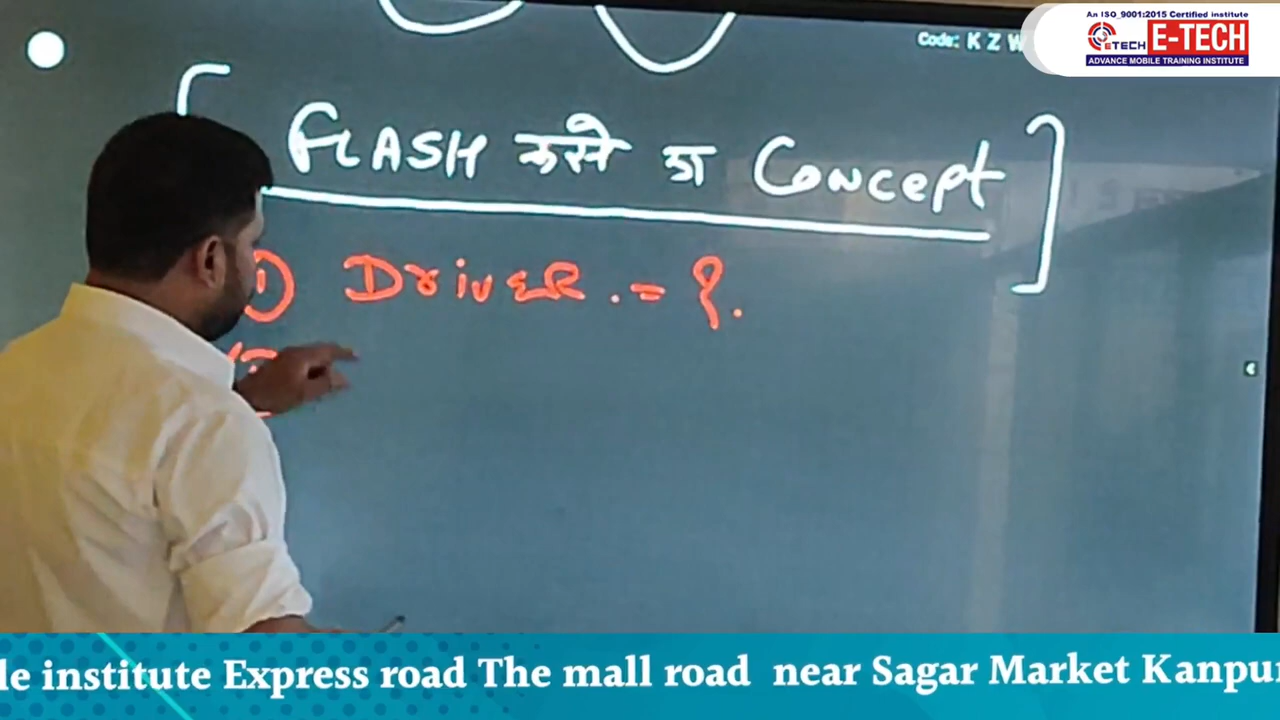 An ISO 9001:2015 Certified institute
Code: K Z W
ETECH E-TECH
ADVANCE MOBILE TRAINING INSTITUTE
FLASH करने का Concept
① DRIVER .= ?.
le institute Express road The mall road near Sagar Market Kanpur